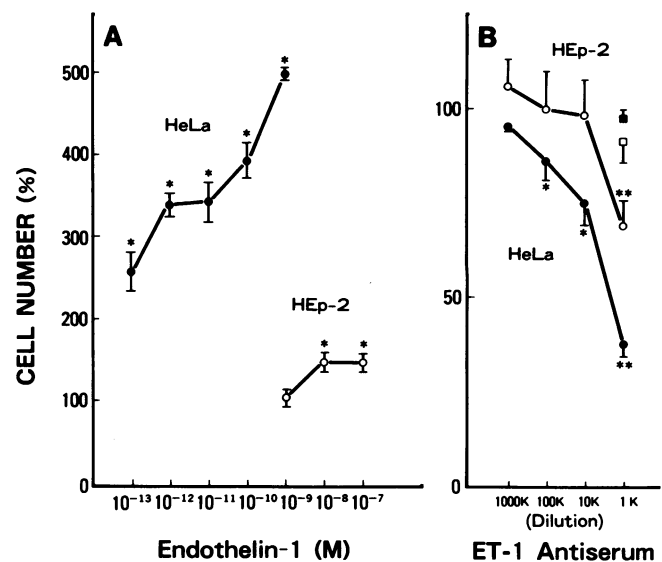 A
B
HEp-2
500
HeLa
400
300
200
100
0
CELL NUMBER (%)
*
*
*
*
*
HEp-2
*
*
10⁻¹³ 10⁻¹² 10⁻¹¹ 10⁻¹⁰ 10⁻⁹ 10⁻⁸ 10⁻⁷
Endothelin-1 (M)
100
50
0
*
*
**
HeLa
**
1000K 100K 10K 1 K
(Dilution)
ET-1 Antiserum